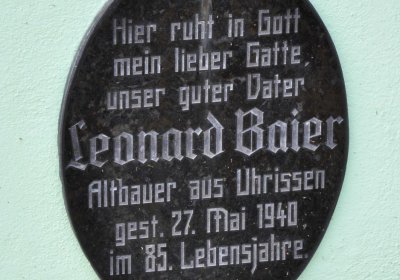 Hier ruht in Gott
mein lieber Gatte,
unser guter Vater
Leonard Baier
Altbauer aus Uhrissen
gest. 27. Mai 1940
im 85. Lebensjahre.